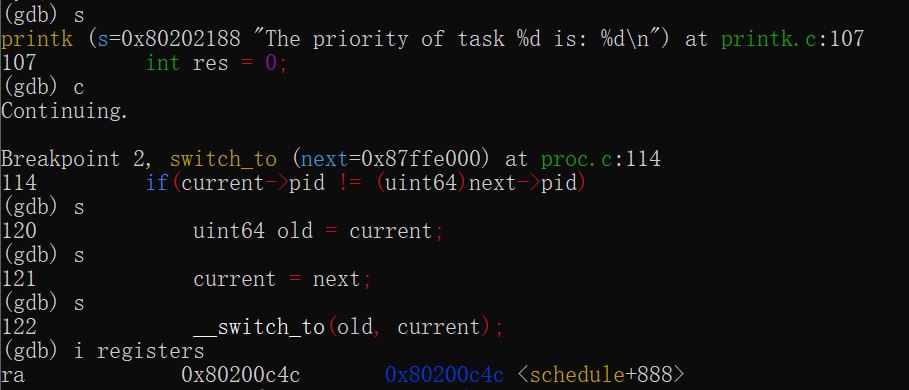 (gdb) s
printk (s=0x80202188 "The priority of task %d is: %d\n") at printk.c:107
107 int res = 0;
(gdb) c
Continuing.
Breakpoint 2, switch_to (next=0x87ffe000) at proc.c:114
114 if(current->pid != (uint64)next->pid)
(gdb) s
120 uint64 old = current;
(gdb) s
121 current = next;
(gdb) s
122 __switch_to(old, current);
(gdb) i registers
ra 0x80200c4c 0x80200c4c <schedule+888>